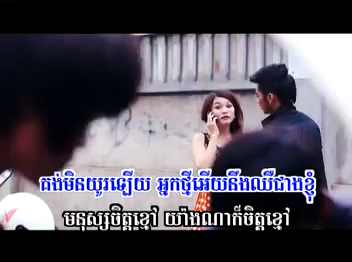 គង់មិនយូរឡើយ អ្នកថ្មីអើយនឹងឈឺជាងខ្ញុំ
មនុស្សចិត្តខ្មៅ យ៉ាងណាក៏ចិត្តខ្មៅ